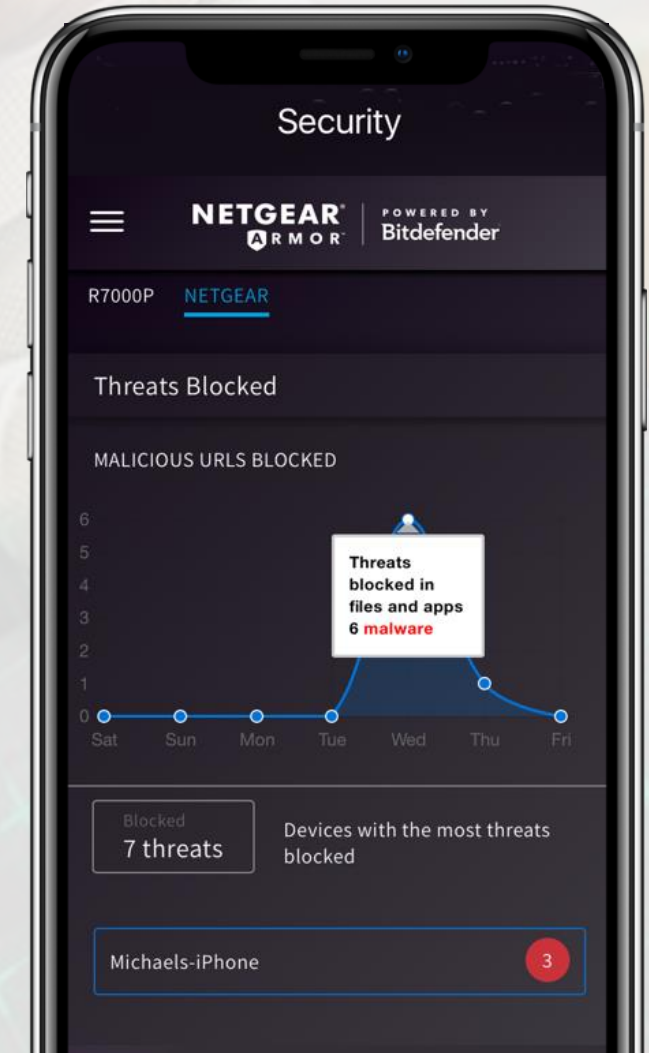 Security
NETGEAR®
ARMOR™
POWERED BY
Bitdefender
R7000P NETGEAR
Threats Blocked
MALICIOUS URLS BLOCKED
6
5
4
3
2
1
0
Threats
blocked in
files and apps
6 malware
Sat Sun Mon Tue Wed Thu Fri
Blocked
7 threats
Devices with the most threats
blocked
Michaels-iPhone 3